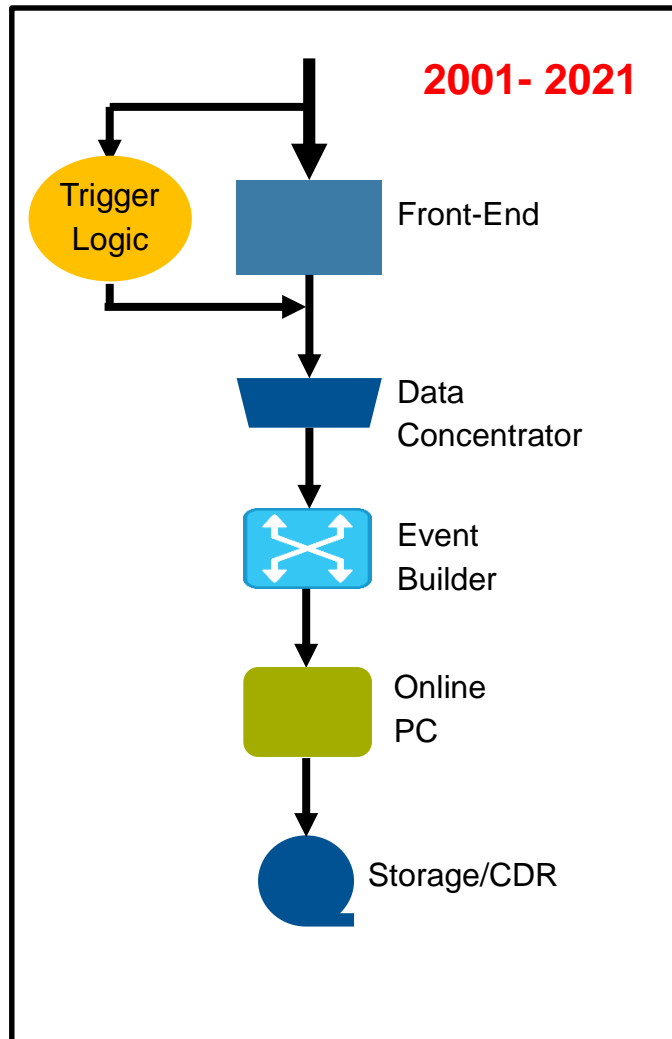 2001- 2021
Trigger
Logic
Front-End
Data
Concentrator
Event
Builder
Online
PC
Storage/CDR